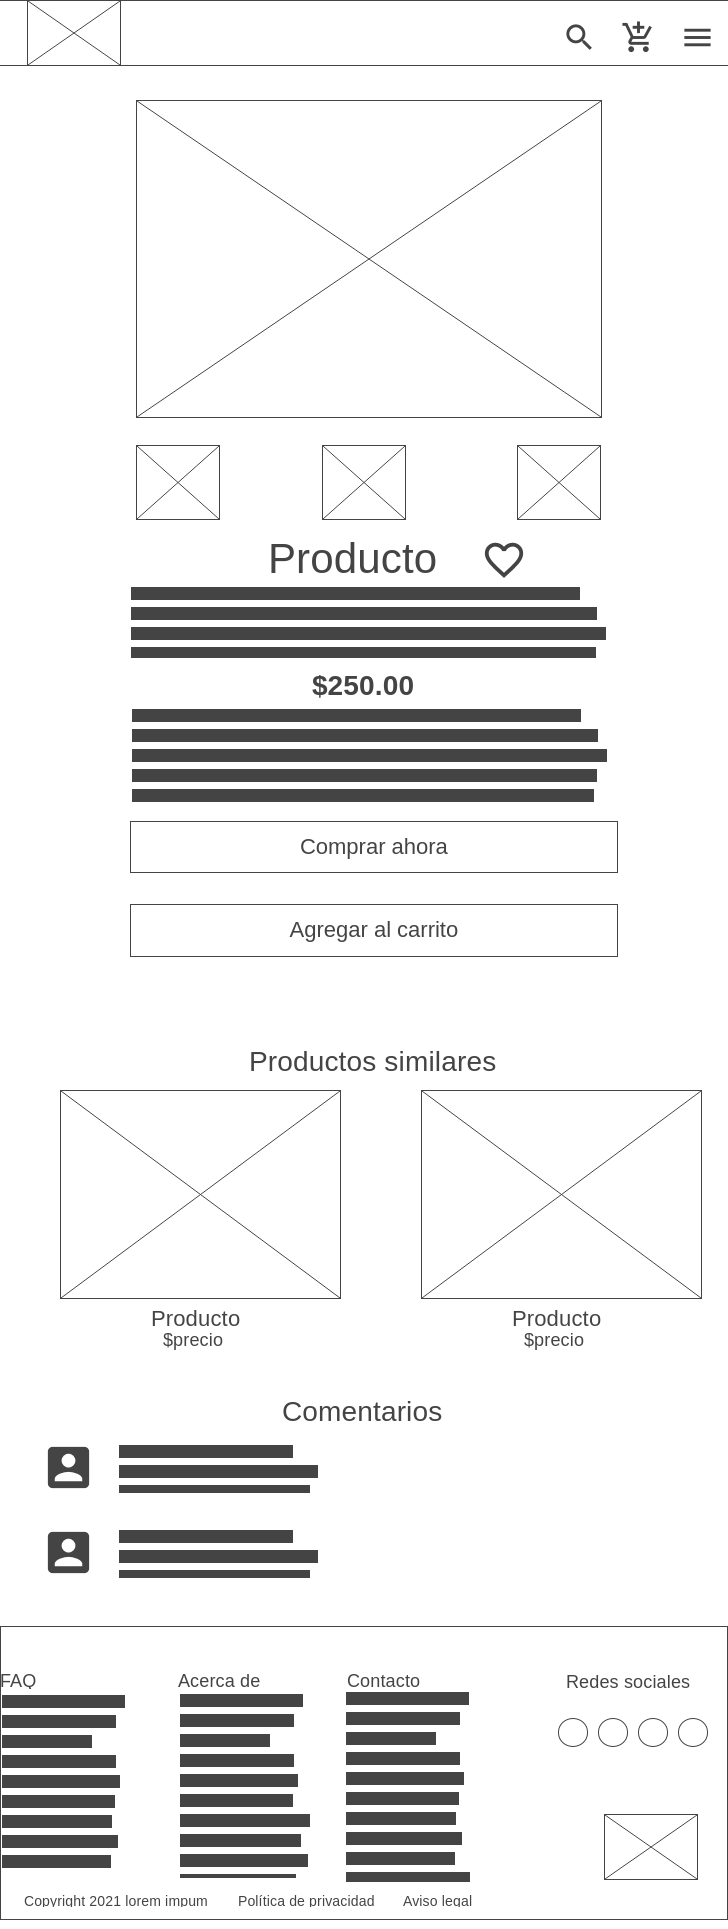 Producto
$250.00
Comprar ahora
Agregar al carrito
Productos similares
Producto
$precio
Producto
$precio
Comentarios
FAQ
Acerca de
Contacto
Redes sociales
Copyright 2021 lorem impum
Política de privacidad
Aviso legal